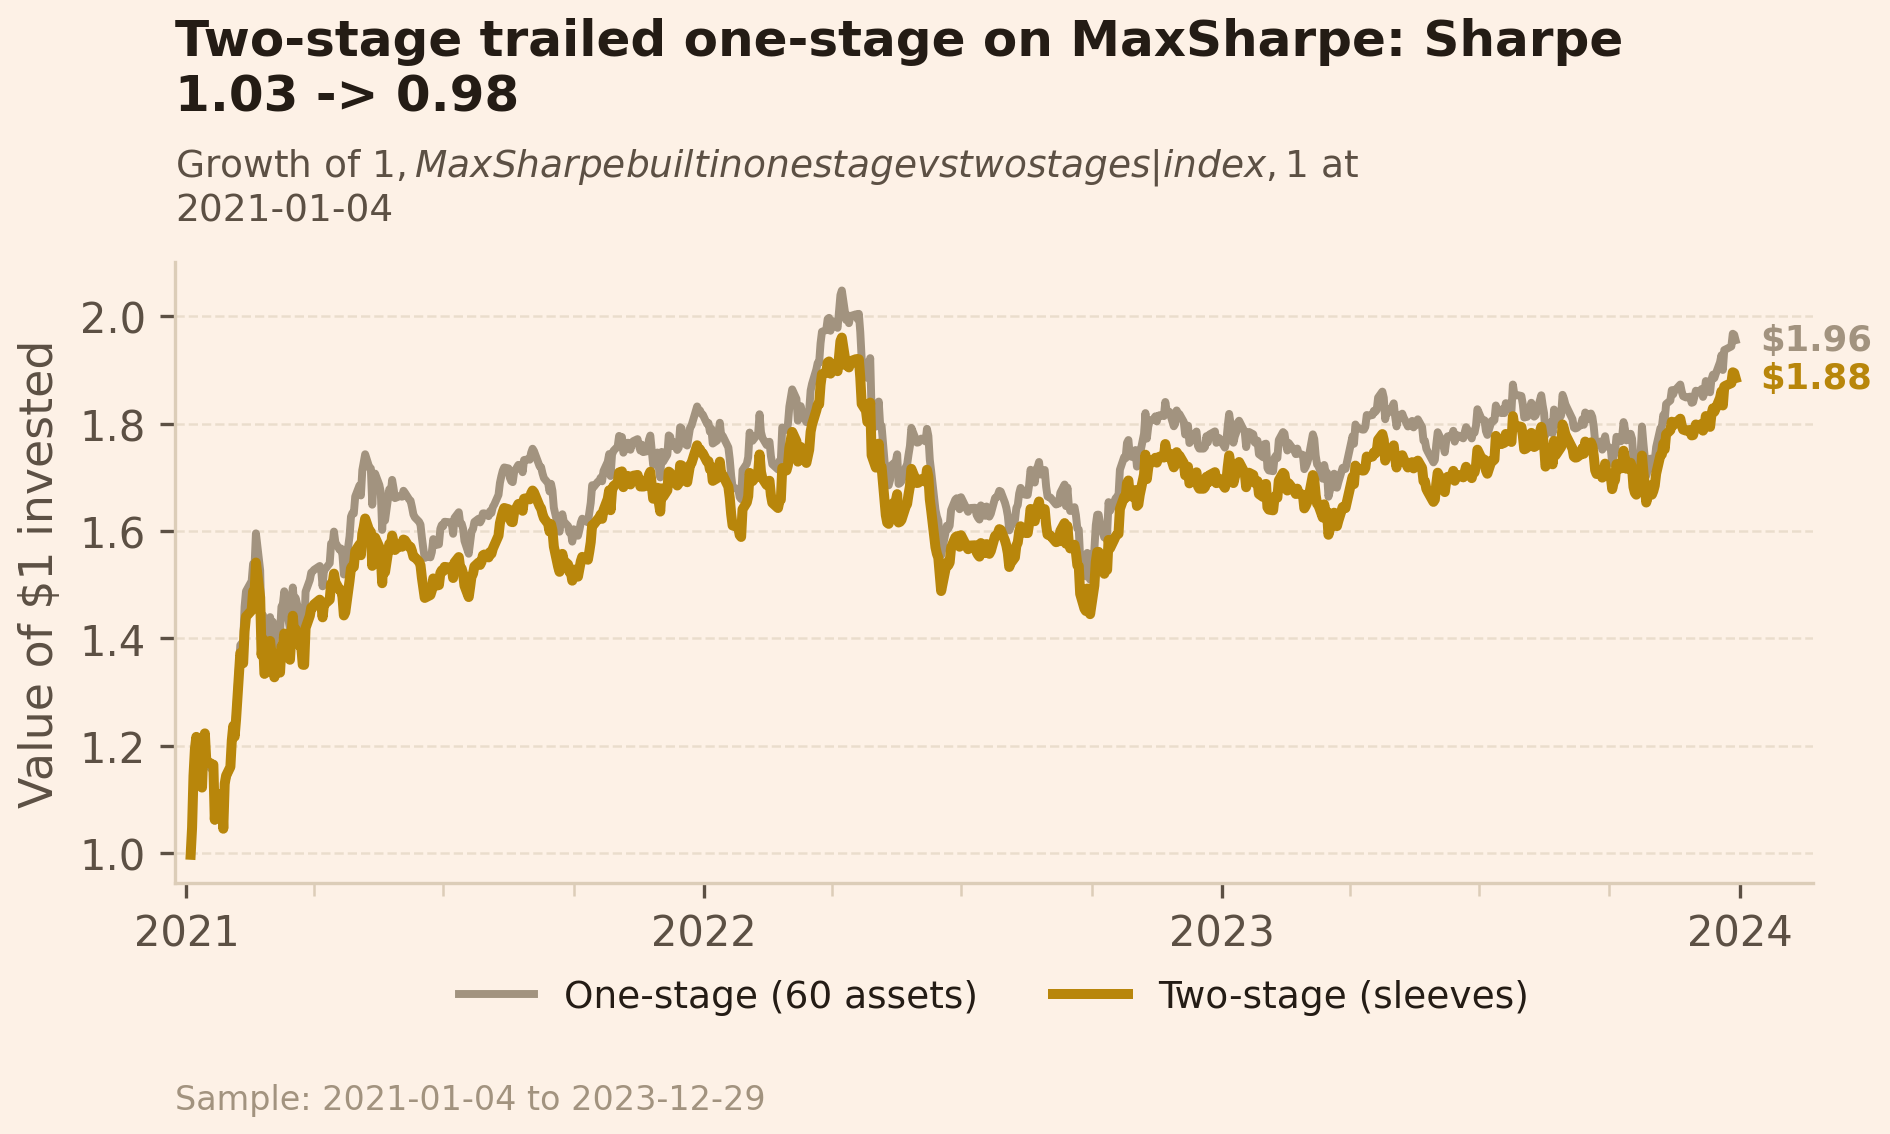 Two-stage trailed one-stage on MaxSharpe: Sharpe
1.03 -> 0.98
Growth of 1, MaxSharpebuiltinonestagevstwostages|index, 1 at
2021-01-04
Value of $1 invested
2.0
1.8
1.6
1.4
1.2
1.0
$1.96
$1.88
2021
2022
2023
2024
One-stage (60 assets)
Two-stage (sleeves)
Sample: 2021-01-04 to 2023-12-29